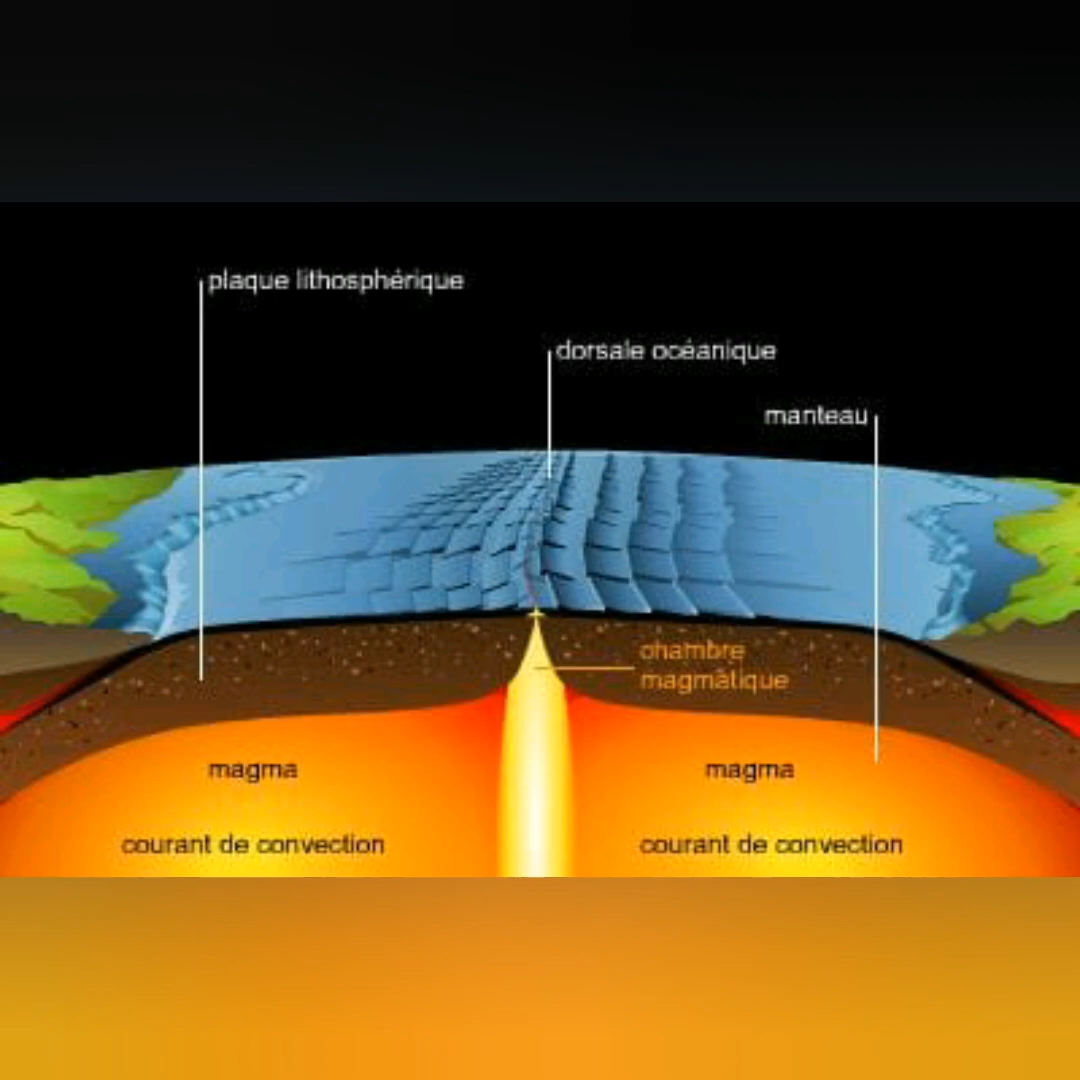 plaque lithosphérique
dorsale océanique
manteau
chambre
magmatique
magma
magma
courant de convection
courant de convection